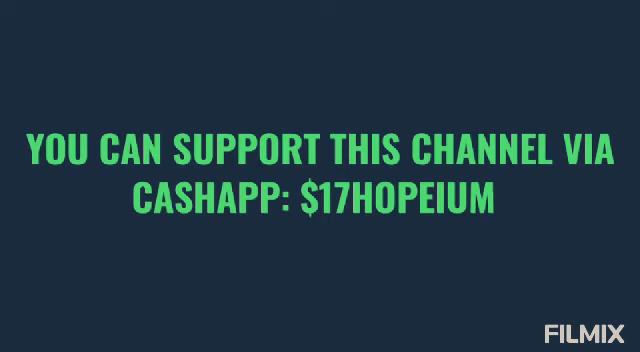 YOU CAN SUPPORT THIS CHANNEL VIA
CASHAPP: $17HOPEIUM
FILMIX